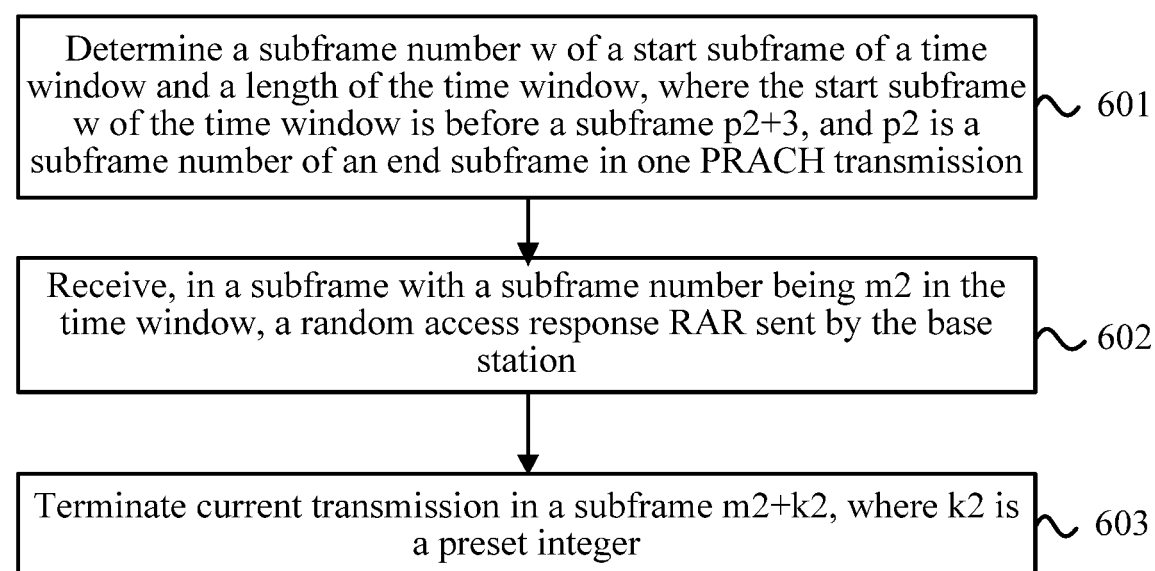 Determine a subframe number w of a start subframe of a time
window and a length of the time window, where the start subframe
w of the time window is before a subframe p2+3, and p2 is a
subframe number of an end subframe in one PRACH transmission
601
Receive, in a subframe with a subframe number being m2 in the
time window, a random access response RAR sent by the base
station
602
Terminate current transmission in a subframe m2+k2, where k2 is
a preset integer
603